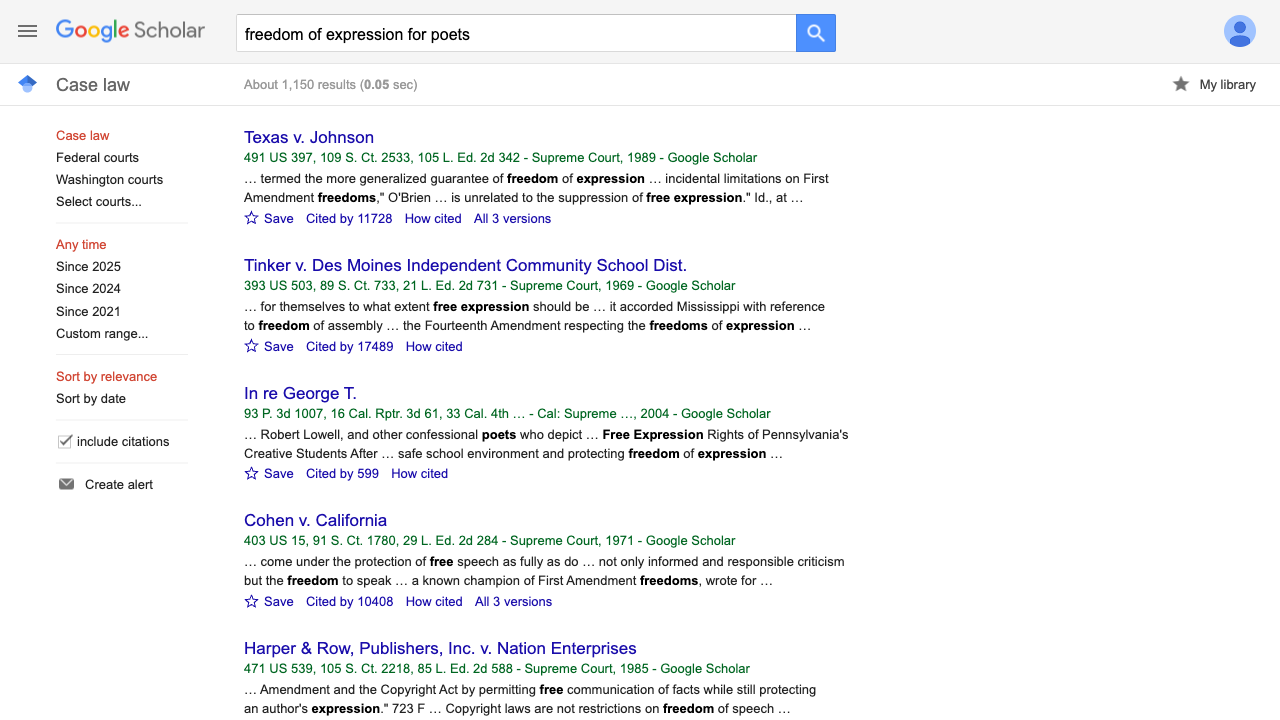 Google Scholar
freedom of expression for poets
Case law
About 1,150 results (0.05 sec)
My library
Case law
Federal courts
Washington courts
Select courts...
Any time
Since 2025
Since 2024
Since 2021
Custom range...
Sort by relevance
Sort by date
include citations
Create alert
Texas v. Johnson
491 US 397, 109 S. Ct. 2533, 105 L. Ed. 2d 342 - Supreme Court, 1989 - Google Scholar
… termed the more generalized guarantee of freedom of expression … incidental limitations on First
Amendment freedoms," O'Brien … is unrelated to the suppression of free expression." Id., at …
Save Cited by 11728 How cited All 3 versions
Tinker v. Des Moines Independent Community School Dist.
393 US 503, 89 S. Ct. 733, 21 L. Ed. 2d 731 - Supreme Court, 1969 - Google Scholar
… for themselves to what extent free expression should be … it accorded Mississippi with reference
to freedom of assembly … the Fourteenth Amendment respecting the freedoms of expression …
Save Cited by 17489 How cited
In re George T.
93 P. 3d 1007, 16 Cal. Rptr. 3d 61, 33 Cal. 4th … - Cal: Supreme …, 2004 - Google Scholar
… Robert Lowell, and other confessional poets who depict … Free Expression Rights of Pennsylvania's
Creative Students After … safe school environment and protecting freedom of expression …
Save Cited by 599 How cited
Cohen v. California
403 US 15, 91 S. Ct. 1780, 29 L. Ed. 2d 284 - Supreme Court, 1971 - Google Scholar
… come under the protection of free speech as fully as do … not only informed and responsible criticism
but the freedom to speak … a known champion of First Amendment freedoms, wrote for …
Save Cited by 10408 How cited All 3 versions
Harper & Row, Publishers, Inc. v. Nation Enterprises
471 US 539, 105 S. Ct. 2218, 85 L. Ed. 2d 588 - Supreme Court, 1985 - Google Scholar
… Amendment and the Copyright Act by permitting free communication of facts while still protecting
an author's expression." 723 F … Copyright laws are not restrictions on freedom of speech …